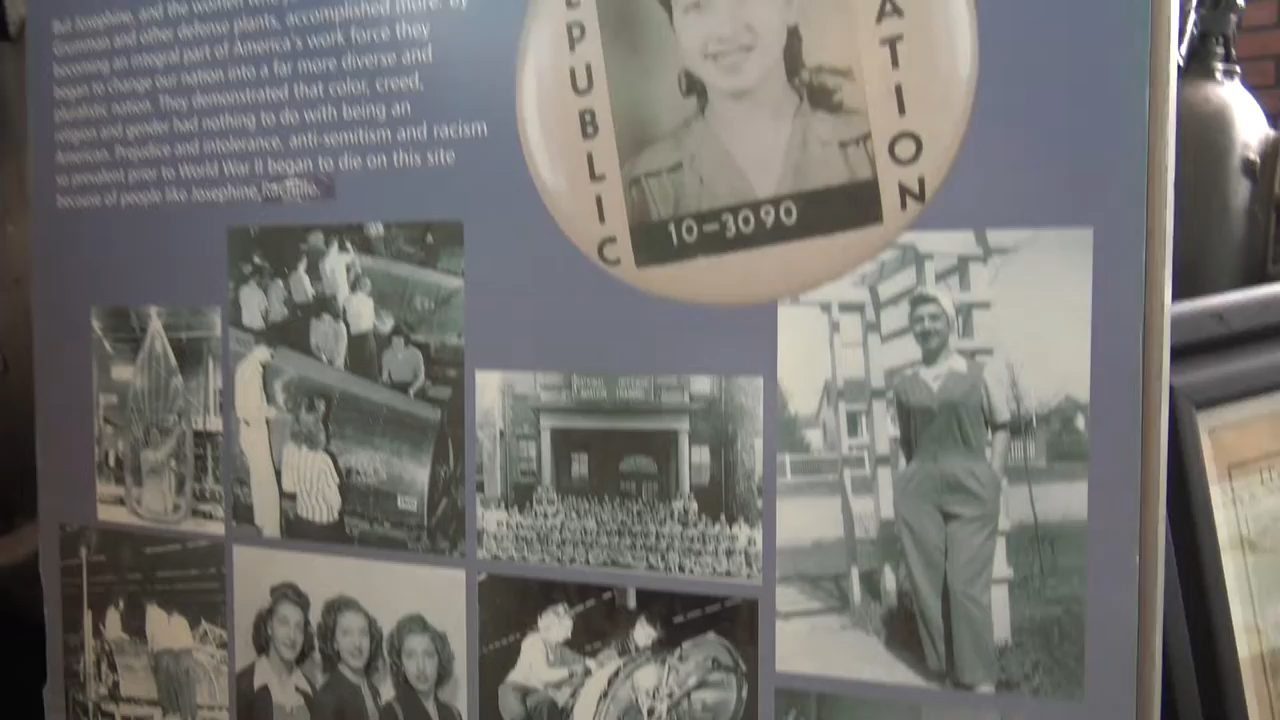 But Josephine, and the women
Grumman and other defense plants, accomplished more. By
becoming an integral part of America's work force they
began to change our nation into a far more diverse and
pluralistic nation. They demonstrated that color, creed,
religion and gender had nothing to do with being an
American. Prejudice and intolerance, anti-semitism and racism
so prevalent prior to World War II began to die on this site
because of people like Josephine
EPUBLIC
ATION
10-3090